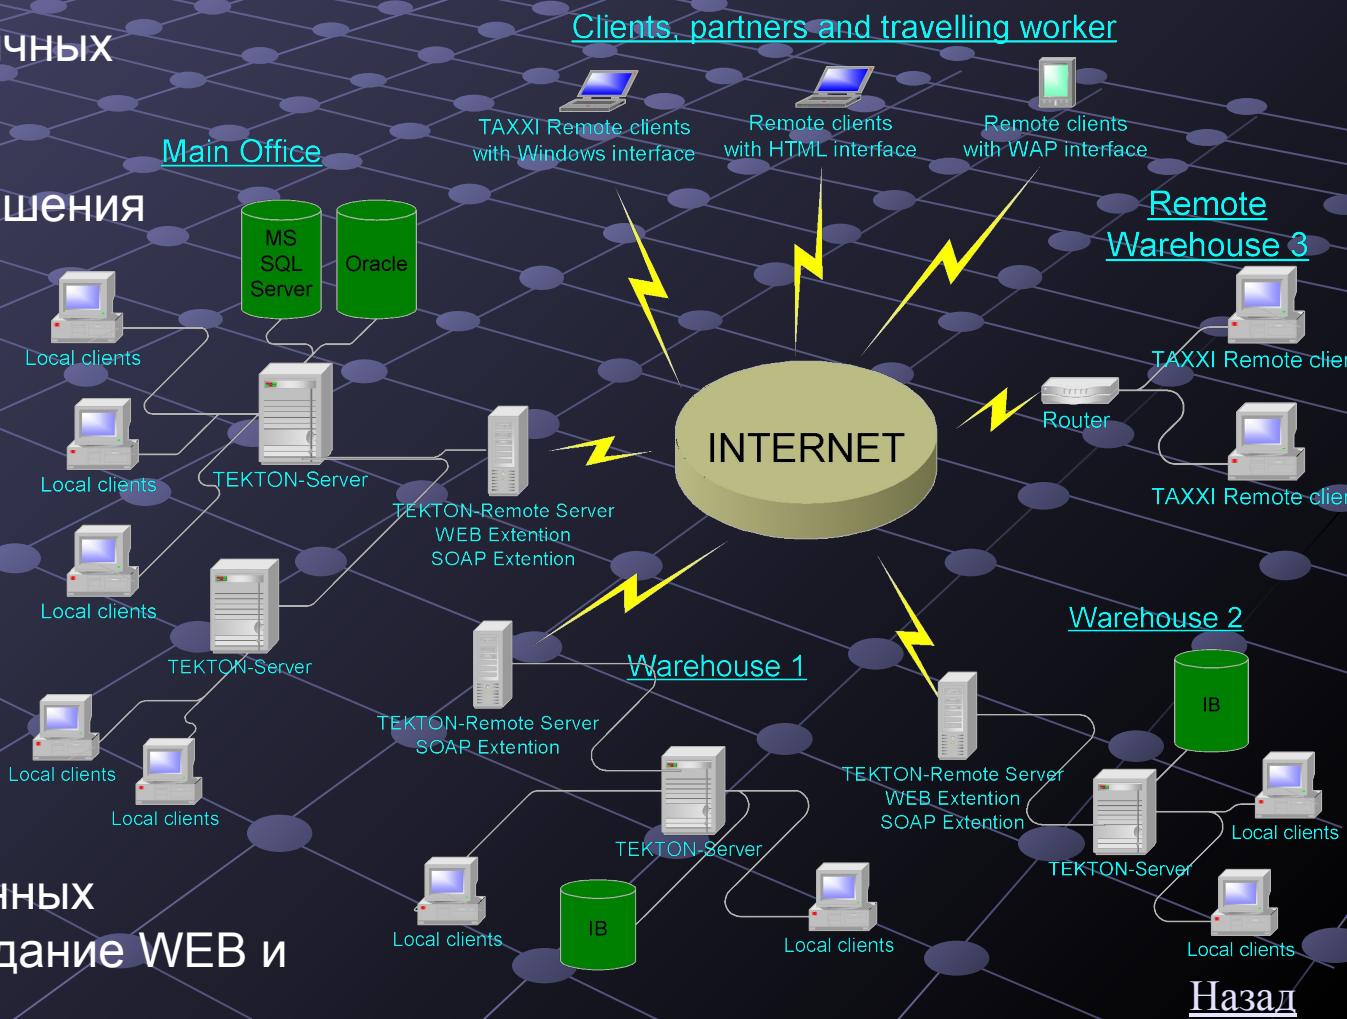 ичных
шения
нных
дание WEB и
Clients, partners and travelling worker
TAXXI Remote clients
with Windows interface
Remote clients
with HTML interface
Remote clients
with WAP interface
Main Office
MS
SQL
Server
Oracle
Local clients
Local clients
Local clients
TEKTON-Server
TEKTON-Remote Server
WEB Extention
SOAP Extention
TEKTON-Server
Local clients
Local clients
INTERNET
Remote
Warehouse 3
TAXXI Remote clier
Router
TAXXI Remote clier
Warehouse 1
TEKTON-Remote Server
SOAP Extention
TEKTON-Server
Local clients
IB
Local clients
Warehouse 2
IB
TEKTON-Remote Server
WEB Extention
SOAP Extention
TEKTON-Server
Local clients
Local clients
Назад